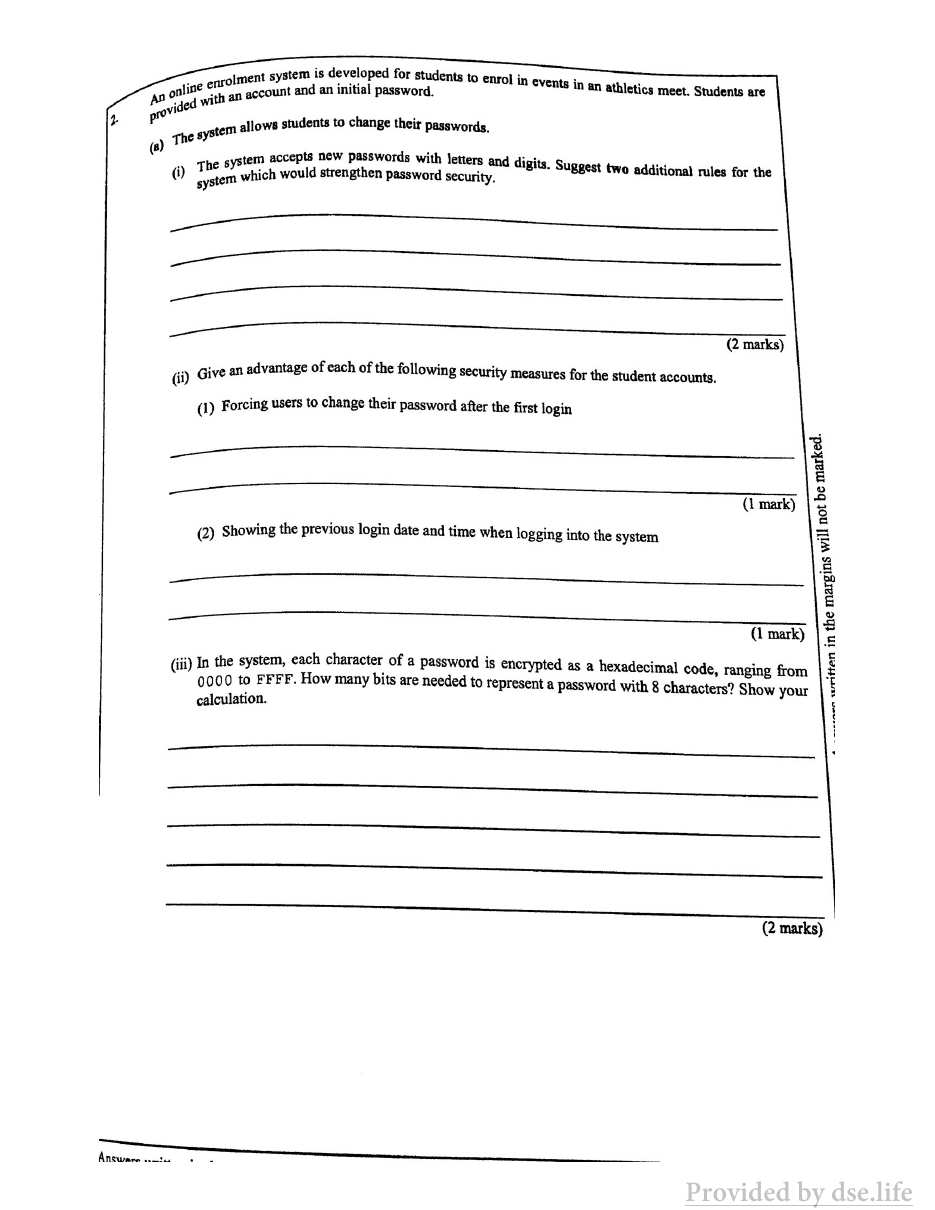 2.
An online enrolment system is developed for students to enrol in events in an athletics meet. Students are
provided with an account and an initial password.
(a) The system allows students to change their passwords.
(i) The system accepts new passwords with letters and digits. Suggest two additional rules for the
system which would strengthen password security.
(2 marks)
(ii) Give an advantage of each of the following security measures for the student accounts.
(1) Forcing users to change their password after the first login
(1 mark)
(2) Showing the previous login date and time when logging into the system
(1 mark)
(iii) In the system, each character of a password is encrypted as a hexadecimal code, ranging from
0000 to FFFF. How many bits are needed to represent a password with 8 characters? Show your
calculation.
(2 marks)
written in the margins will not be marked.
Answers
Provided by dse.life